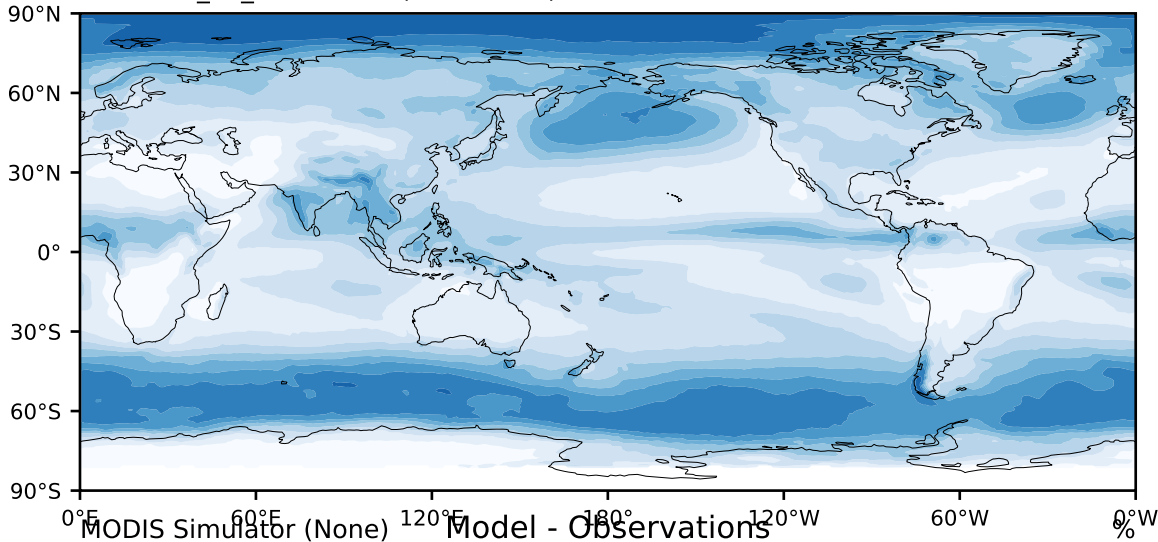 90°N
60°N
30°N
0°
30°S
60°S
90°S
0°E 60°E 120°E 180° 120°W 60°W 0°W
MODIS Simulator (None) Model - Observations %